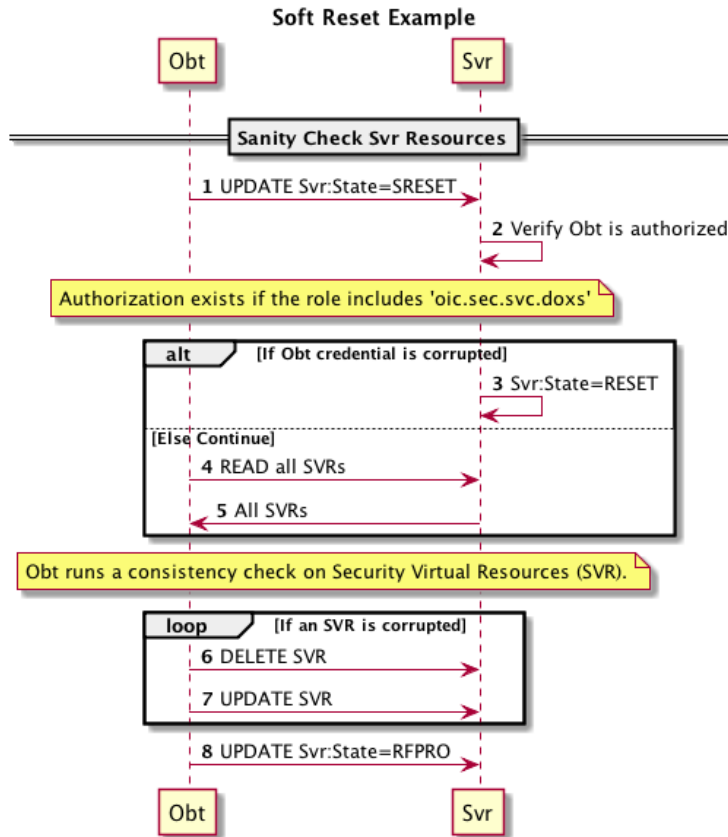 Soft Reset Example
Obt Svr
Sanity Check Svr Resources
1 UPDATE Svr:State=SRESET
2 Verify Obt is authorized
Authorization exists if the role includes 'oic.sec.svc.doxs'
alt [If Obt credential is corrupted]
3 Svr:State=RESET
[Else Continue]
4 READ all SVRs
5 All SVRs
Obt runs a consistency check on Security Virtual Resources (SVR).
loop [If an SVR is corrupted]
6 DELETE SVR
7 UPDATE SVR
8 UPDATE Svr:State=RFPRO
Obt Svr